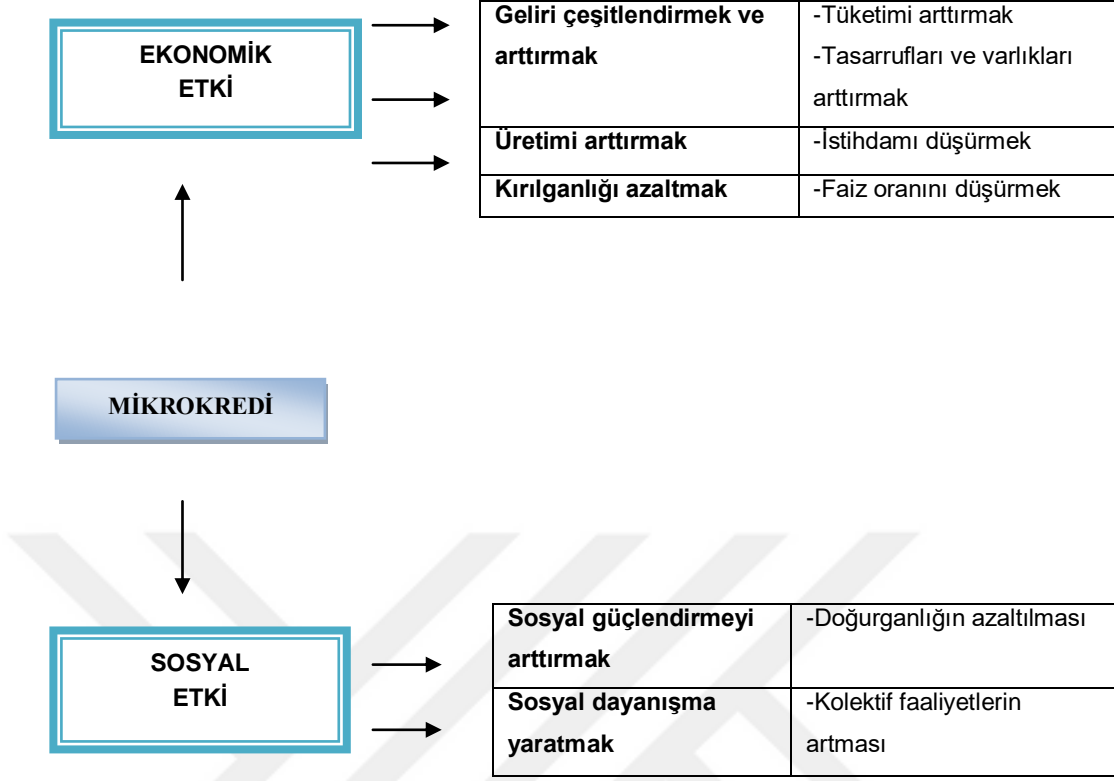 EKONOMİK
ETKİ
Geliri çeşitlendirmek ve
arttırmak
-Tüketimi arttırmak
-Tasarrufları ve varlıkları
arttırmak
Üretimi arttırmak
-İstihdamı düşürmek
Kırılganlığı azaltmak
-Faiz oranını düşürmek
MİKROKREDİ
SOSYAL
ETKİ
Sosyal güçlendirmeyi
arttırmak
-Doğurganlığın azaltılması
Sosyal dayanışma
yaratmak
-Kolektif faaliyetlerin
artması